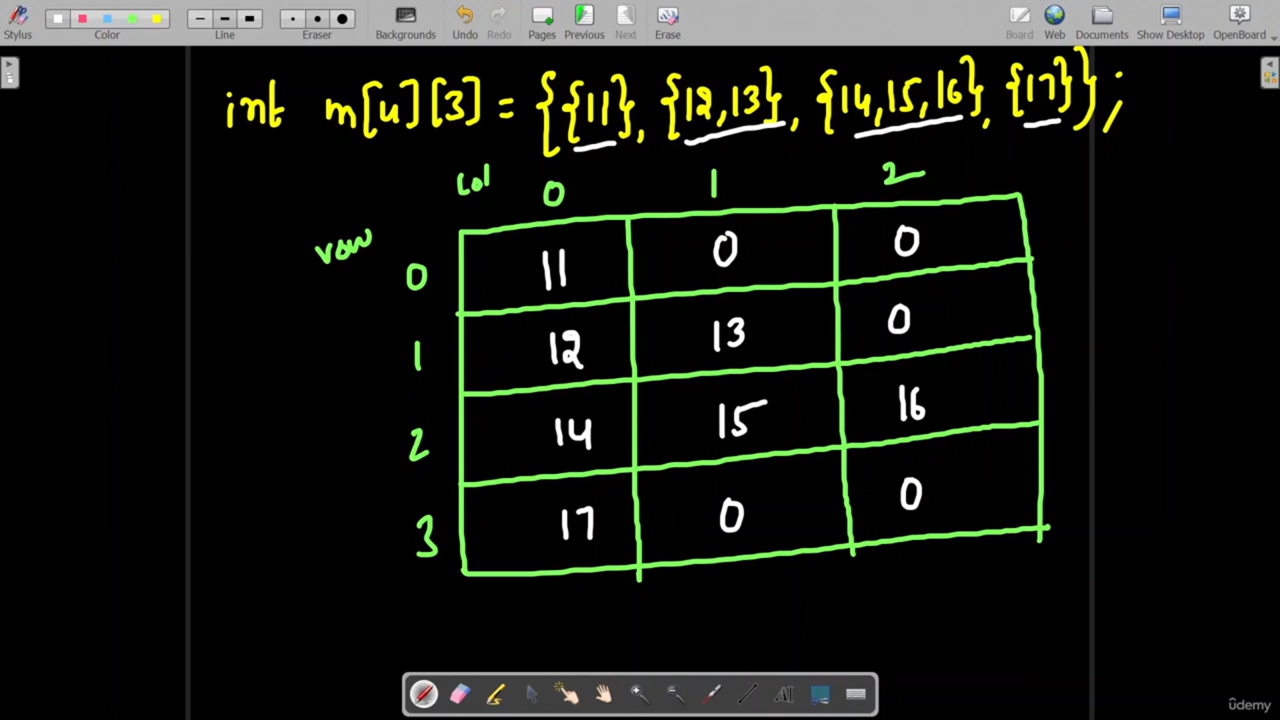 Stylus Color Line Eraser Backgrounds Undo Redo Pages Previous Next Erase Board Web Documents Show Desktop OpenBoard
int m[4][3] = {{11}, {12,13}, {14,15,16}, {17}};
col 0 1 2
row
0 11 0 0
1 12 13 0
2 14 15 16
3 17 0 0
AI
ûdemy